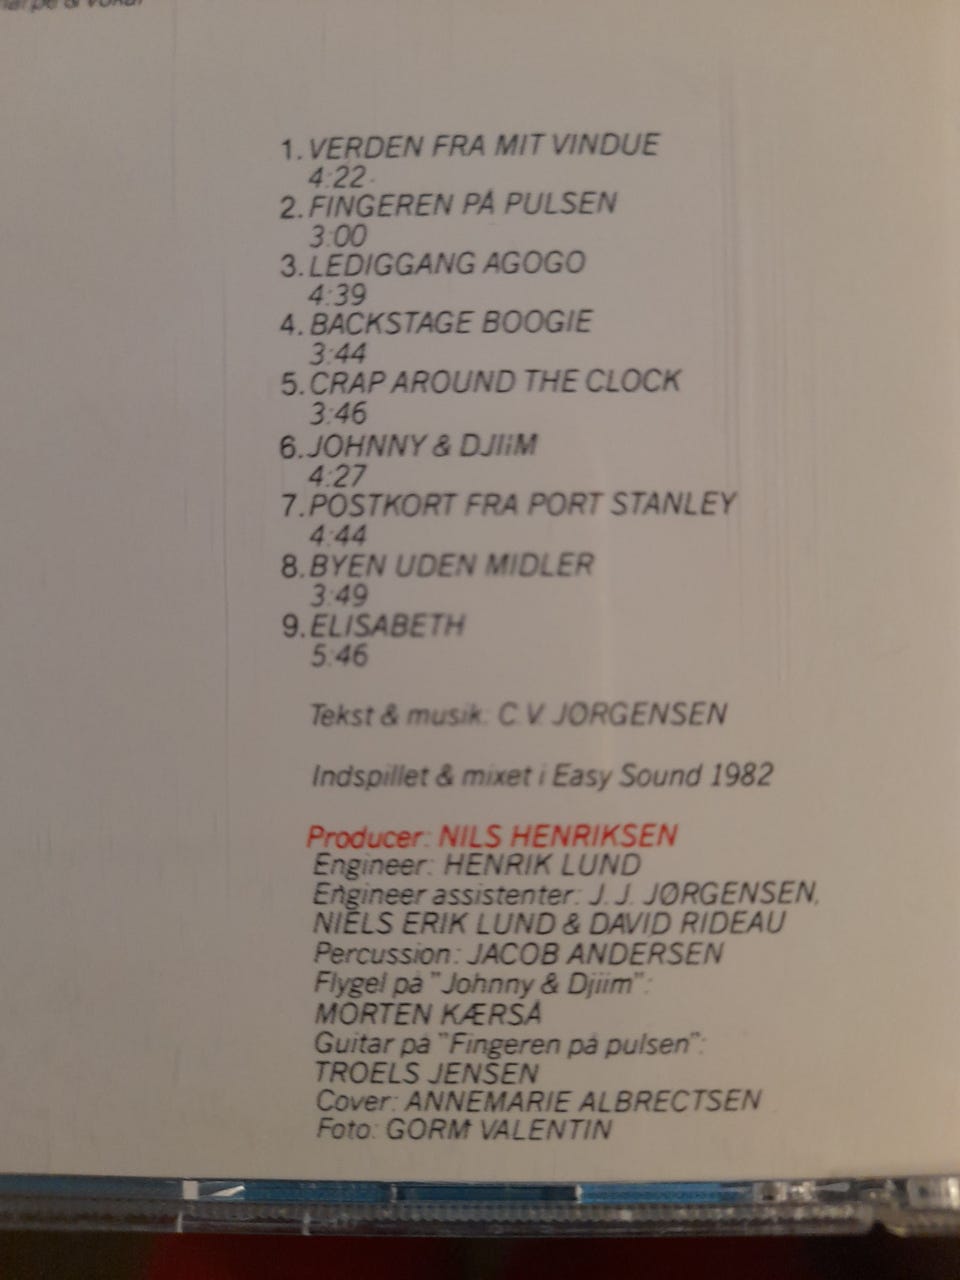 & vokal
1. VERDEN FRA MIT VINDUE
4:22
2. FINGEREN PÅ PULSEN
3:00
3. LEDIGGANG AGOGO
4:39
4. BACKSTAGE BOOGIE
3:44
5. CRAP AROUND THE CLOCK
3:46
6. JOHNNY & DJIIM
4:27
7. POSTKORT FRA PORT STANLEY
4:44
8. BYEN UDEN MIDLER
3:49
9. ELISABETH
5:46
Tekst & musik: C.V. JØRGENSEN
Indspillet & mixet i Easy Sound 1982
Producer: NILS HENRIKSEN
Engineer: HENRIK LUND
Engineer assistenter: J. J. JØRGENSEN,
NIELS ERIK LUND & DAVID RIDEAU
Percussion: JACOB ANDERSEN
Flygel på "Johnny & Djiim":
MORTEN KÆRSÅ
Guitar på "Fingeren på pulsen":
TROELS JENSEN
Cover: ANNEMARIE ALBRECTSEN
Foto: GORM VALENTIN